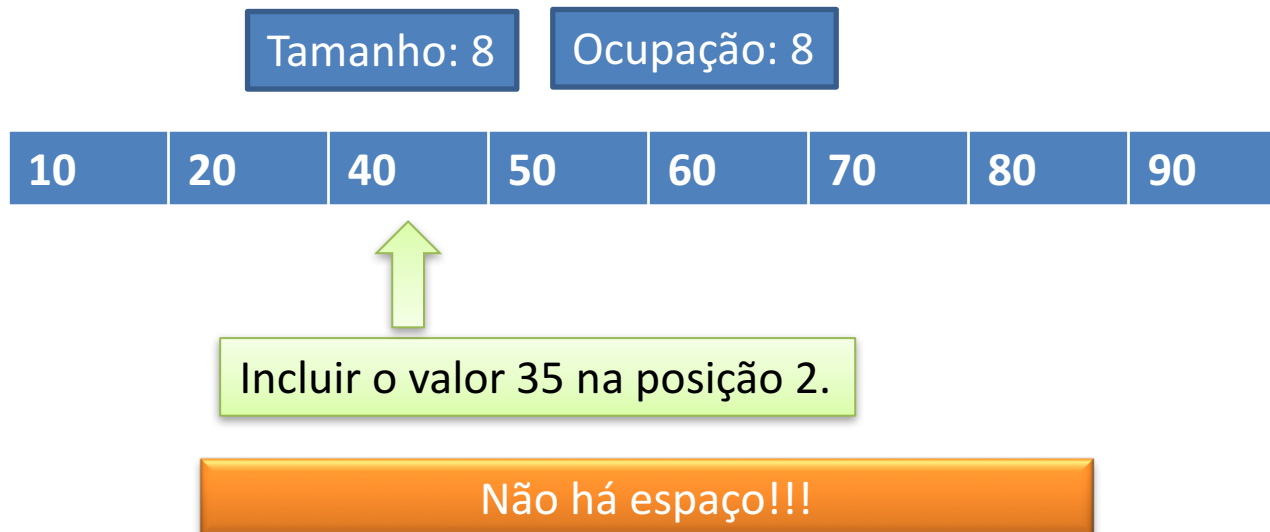 Tamanho: 8 Ocupação: 8
10 20 40 50 60 70 80 90
Incluir o valor 35 na posição 2.
Não há espaço!!!